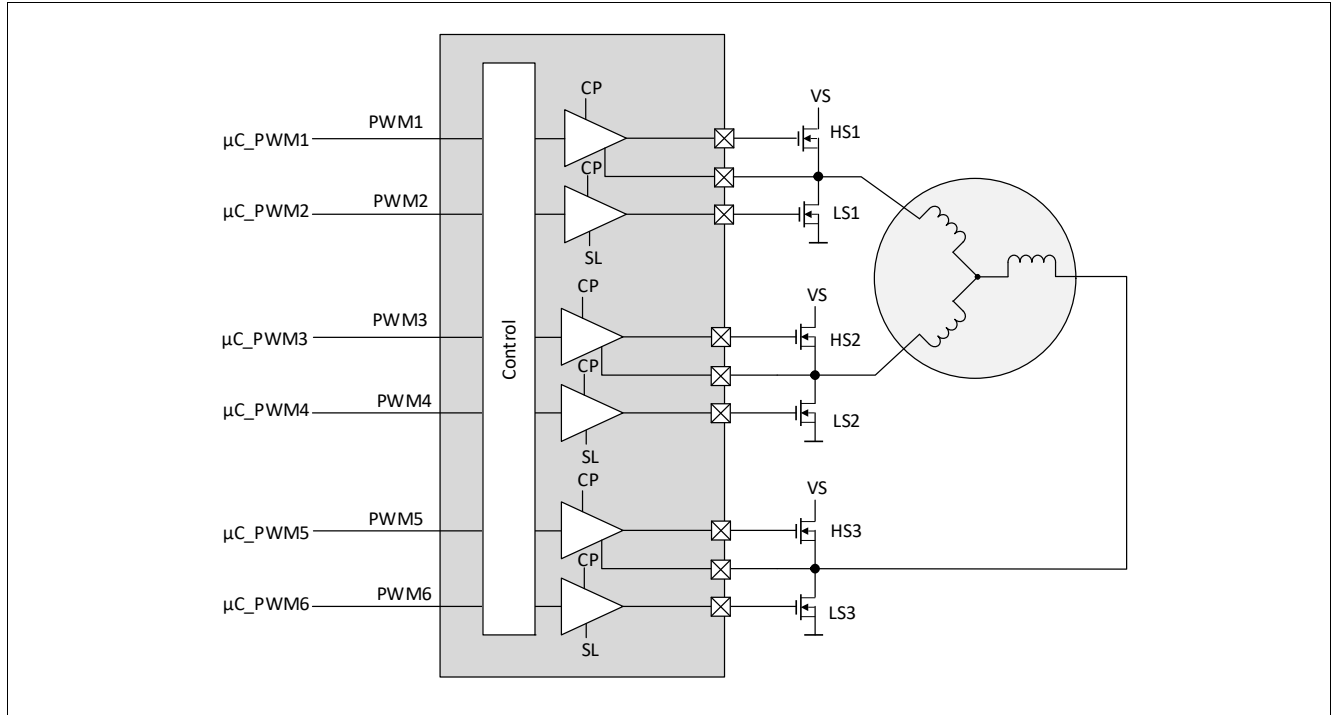 CP
VS
PWM1
µC_PWM1
HS1
CP
PWM2
µC_PWM2
LS1
SL
CP
VS
PWM3
µC_PWM3
HS2
Control
CP
PWM4
µC_PWM4
LS2
SL
CP
VS
PWM5
µC_PWM5
HS3
CP
PWM6
µC_PWM6
LS3
SL